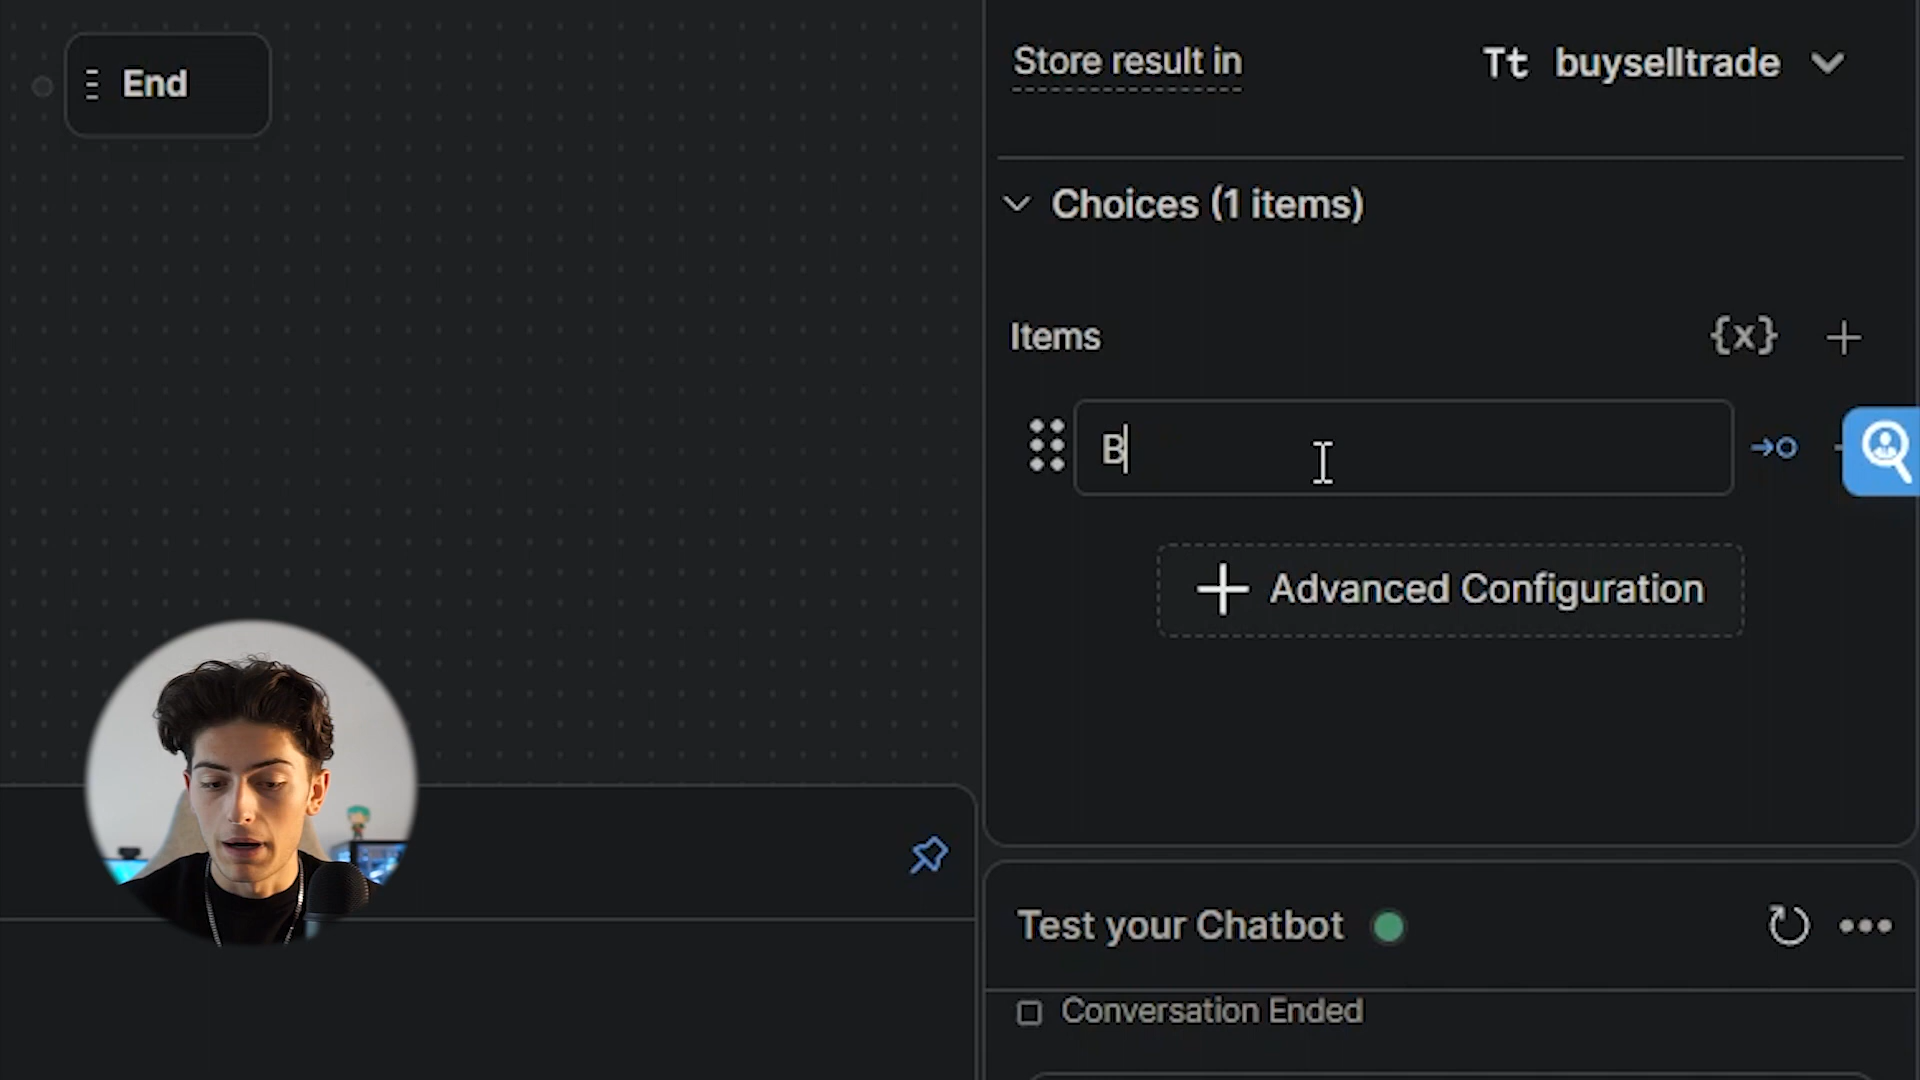 End
Store result in
Tt buyselltrade
Choices (1 items)
Items
{x}
B
Advanced Configuration
Test your Chatbot
Conversation Ended